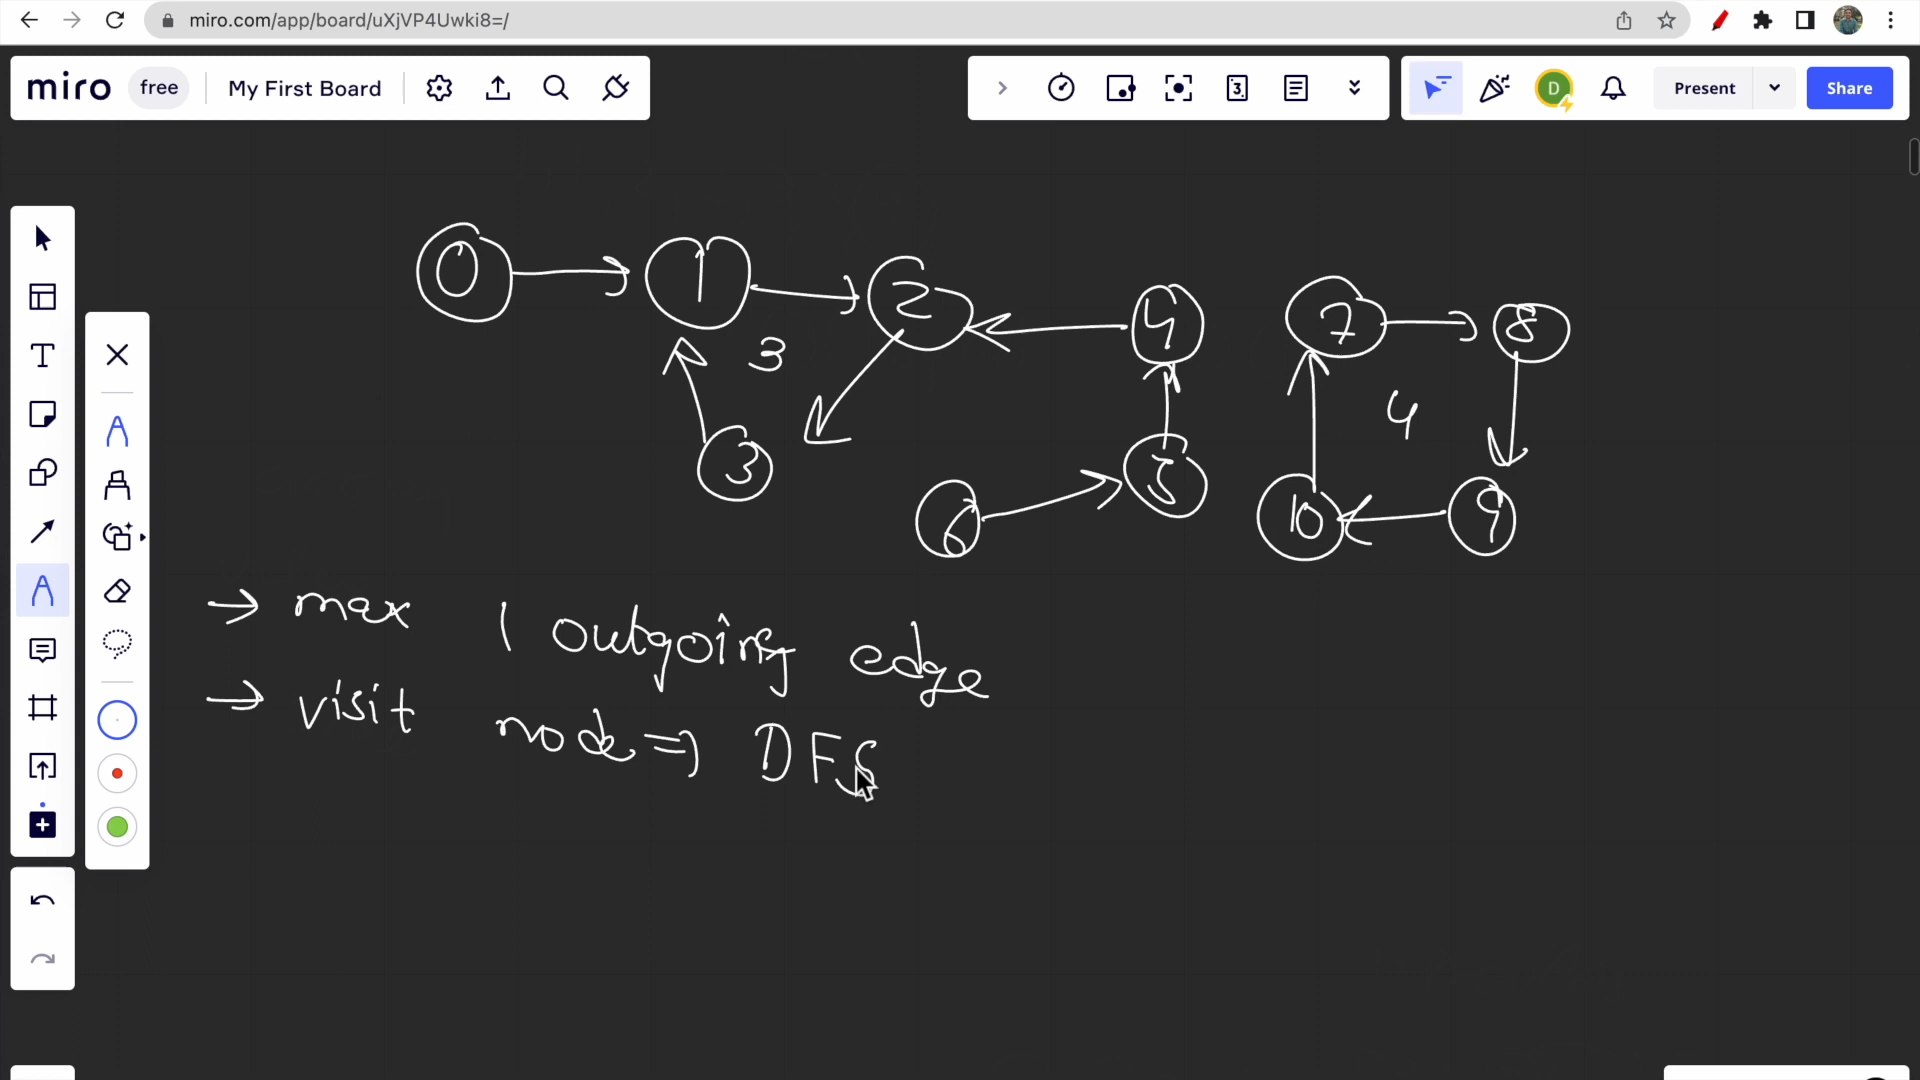 miro.com/app/board/uXjVP4Uwki8=/
miro free My First Board
3 D Present Share
0 1 2 4 7 8
3 4
3 6 5 10 9
→ max 1 outgoing edge
→ visit node => DFS
T